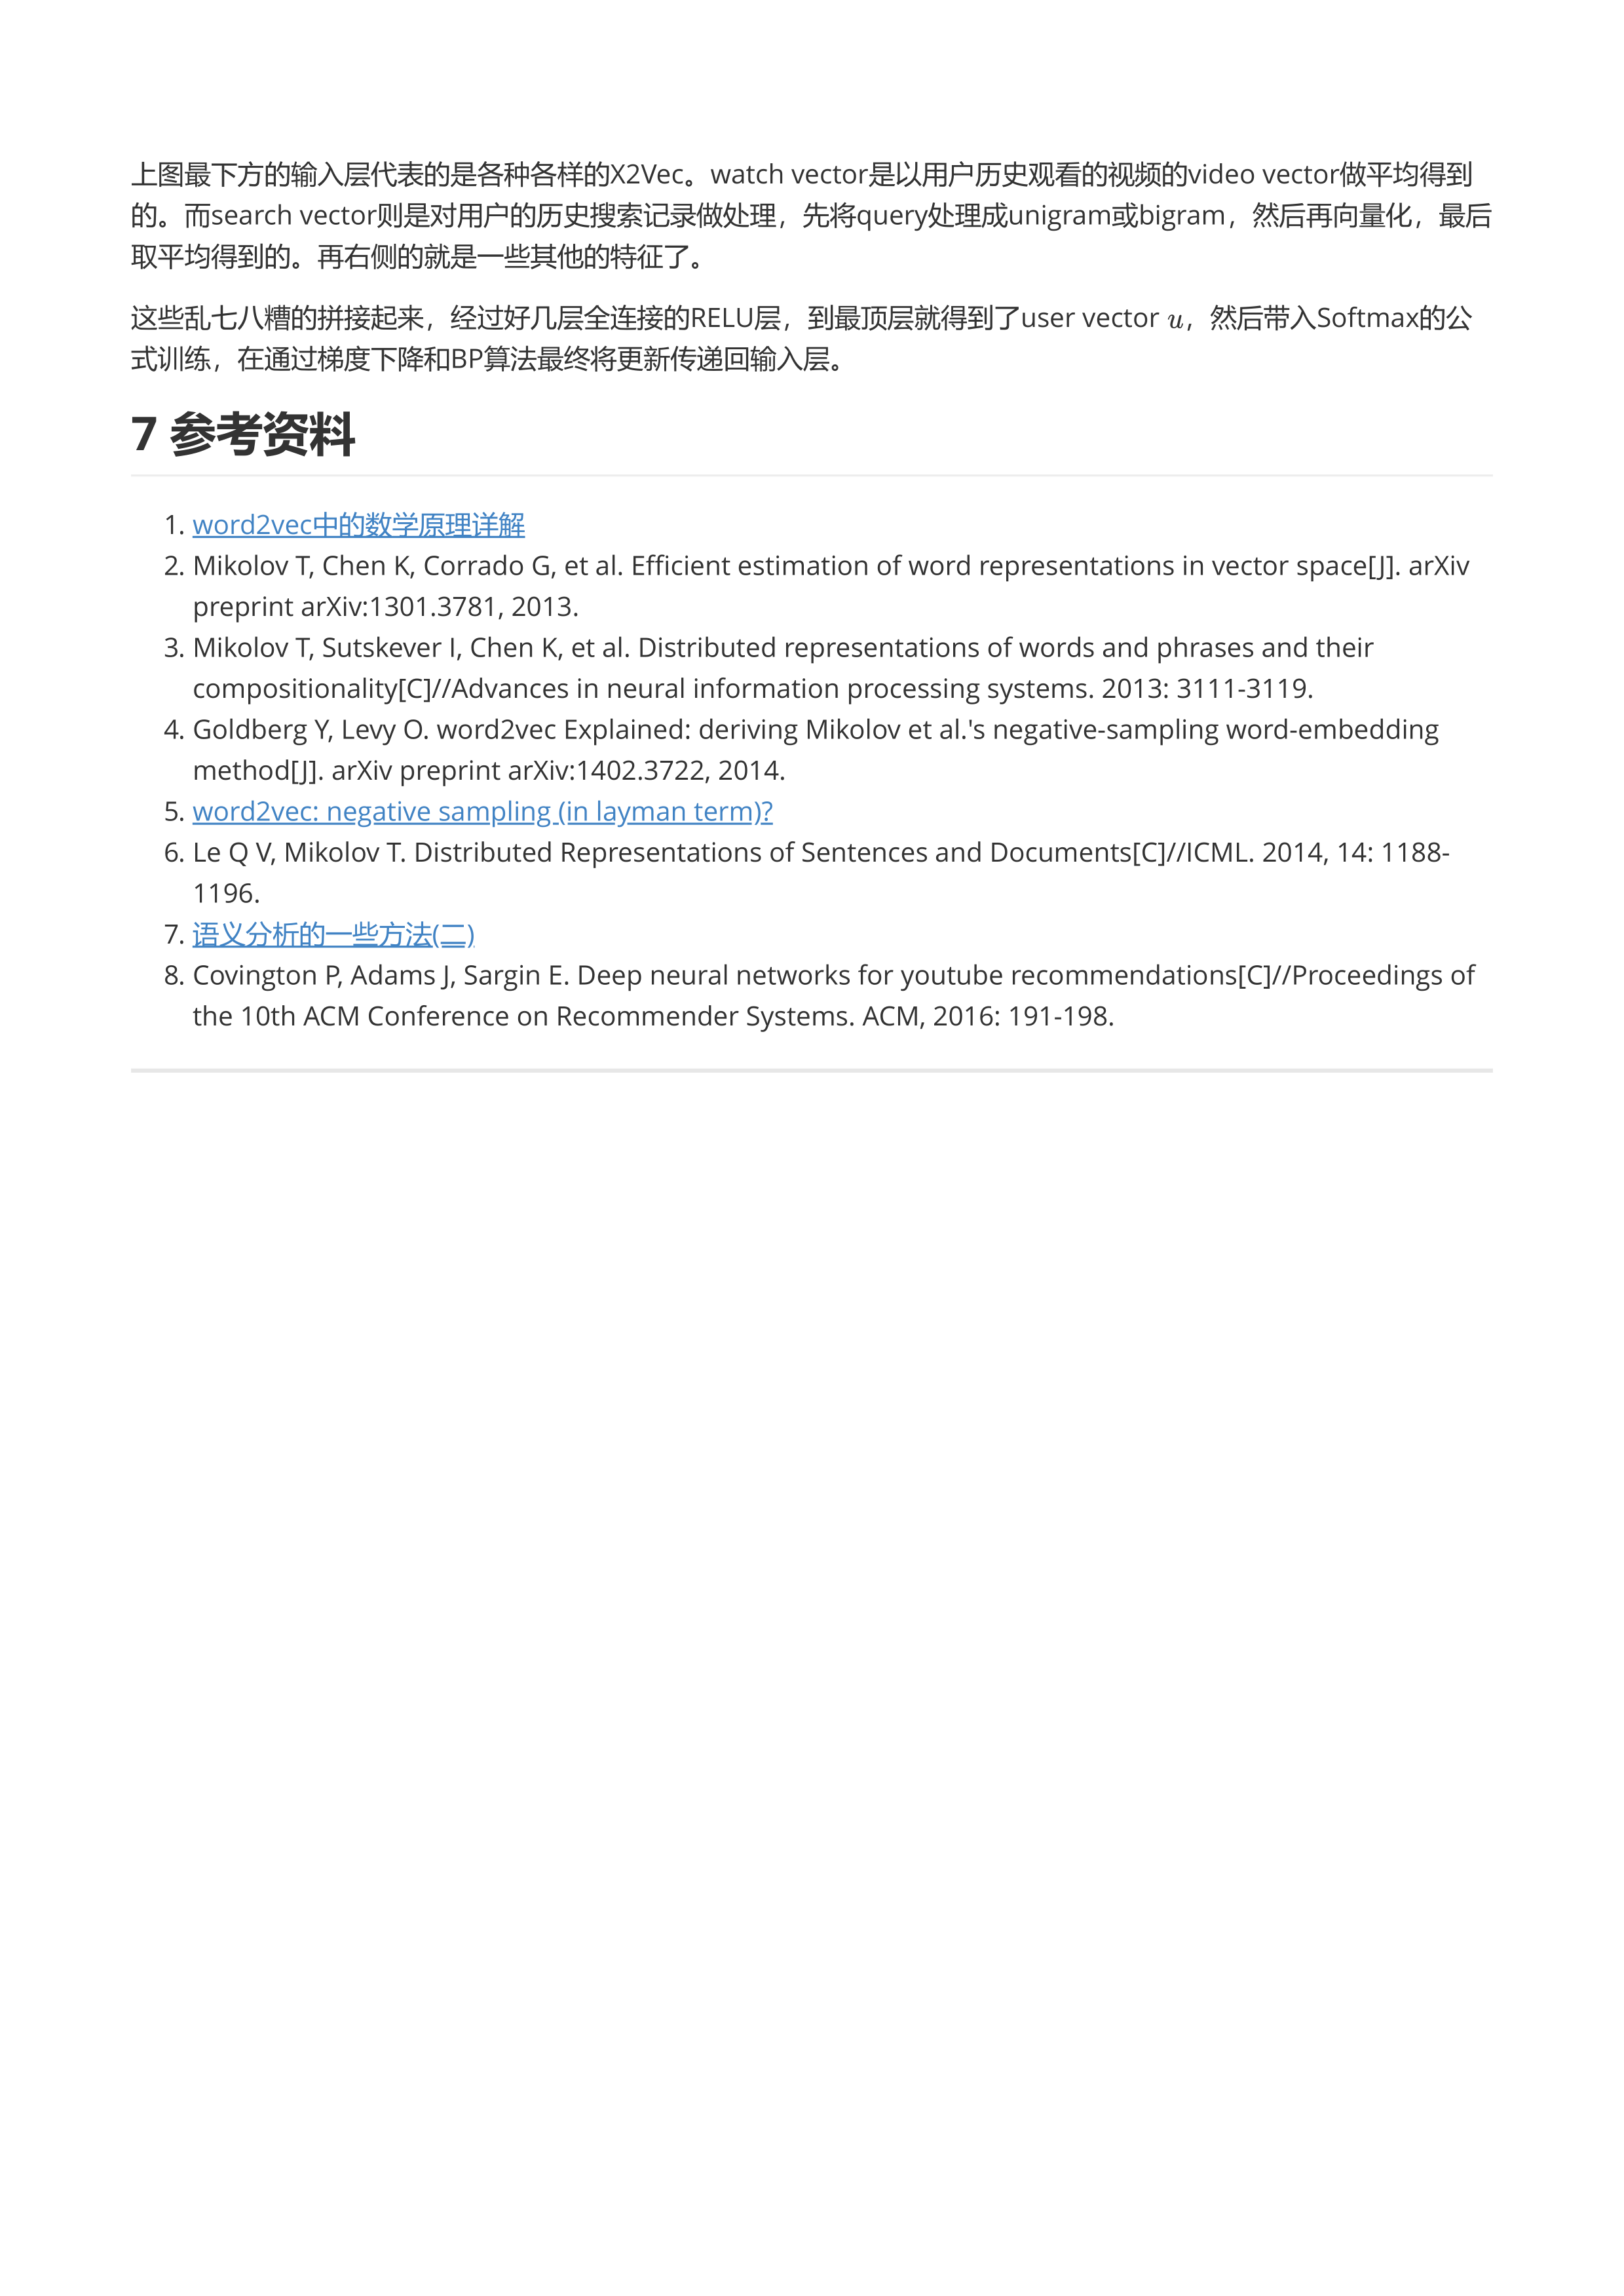 上图最下方的输入层代表的是各种各样的X2Vec。watch vector是以用户历史观看的视频的video vector做平均得到
的。而search vector则是对用户的历史搜索记录做处理，先将query处理成unigram或bigram，然后再向量化，最后
取平均得到的。再右侧的就是一些其他的特征了。
这些乱七八糟的拼接起来，经过好几层全连接的RELU层，到最顶层就得到了user vector u，然后带入Softmax的公
式训练，在通过梯度下降和BP算法最终将更新传递回输入层。
7 参考资料
1. word2vec中的数学原理详解
2. Mikolov T, Chen K, Corrado G, et al. Efficient estimation of word representations in vector space[J]. arXiv
preprint arXiv:1301.3781, 2013.
3. Mikolov T, Sutskever I, Chen K, et al. Distributed representations of words and phrases and their
compositionality[C]//Advances in neural information processing systems. 2013: 3111-3119.
4. Goldberg Y, Levy O. word2vec Explained: deriving Mikolov et al.'s negative-sampling word-embedding
method[J]. arXiv preprint arXiv:1402.3722, 2014.
5. word2vec: negative sampling (in layman term)?
6. Le Q V, Mikolov T. Distributed Representations of Sentences and Documents[C]//ICML. 2014, 14: 1188-
1196.
7. 语义分析的一些方法(二)
8. Covington P, Adams J, Sargin E. Deep neural networks for youtube recommendations[C]//Proceedings of
the 10th ACM Conference on Recommender Systems. ACM, 2016: 191-198.